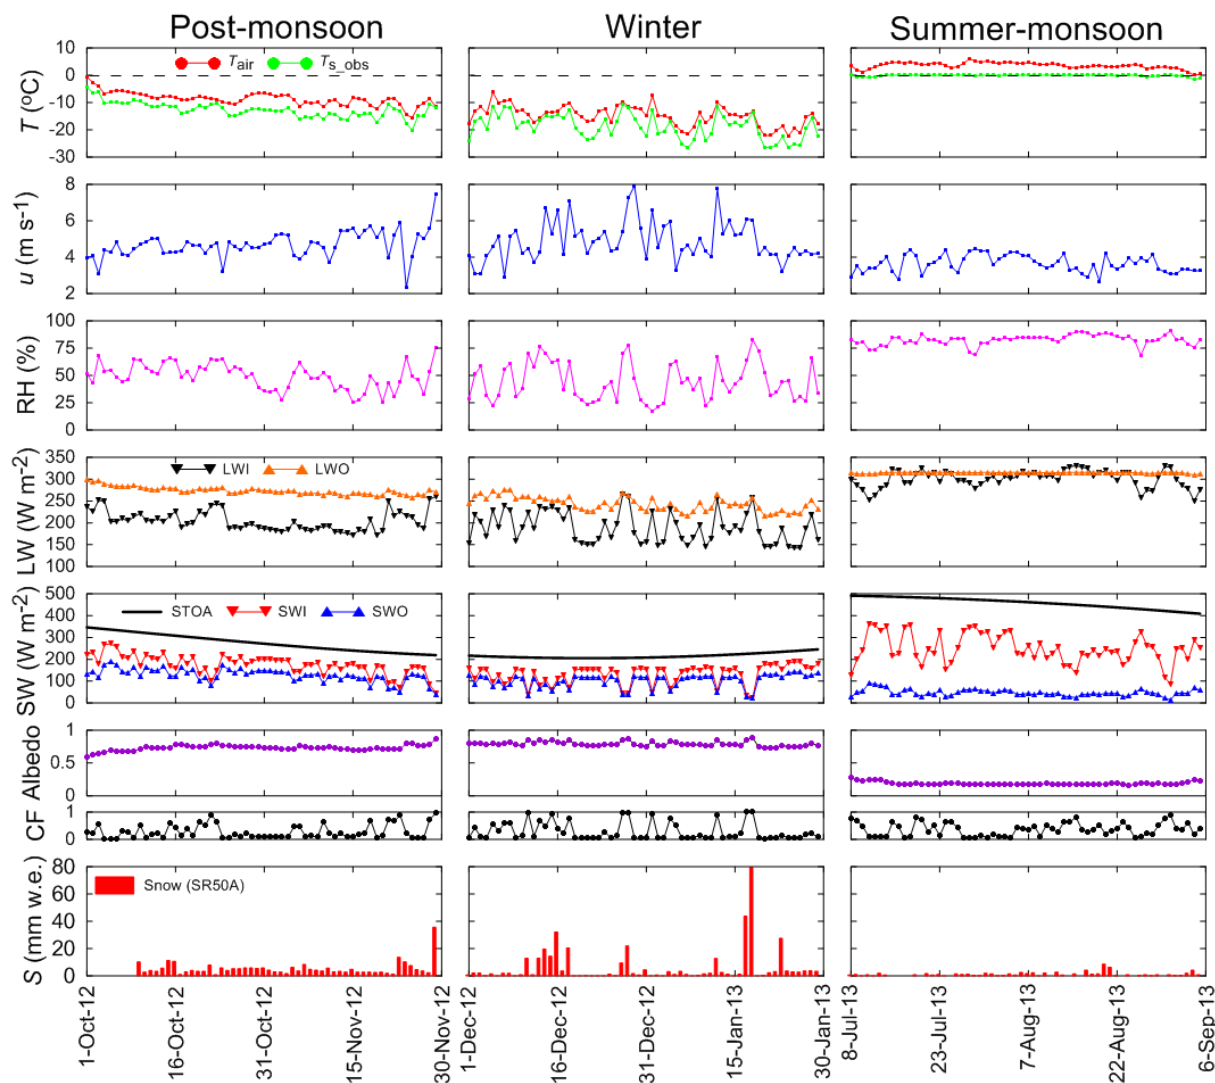 Post-monsoon Winter Summer-monsoon
T (°C)
10
0
-10
-20
-30
Tair Ts_obs
u (m s-1)
8
6
4
2
RH (%)
100
75
50
25
0
LW (W m-2)
350
300
250
200
150
100
LWI LWO
SW (W m-2)
500
400
300
200
100
0
STOA SWI SWO
Albedo
1
0.5
0
CF
1
0
S (mm w.e.)
80
60
40
20
0
Snow (SR50A)
1-Oct-12
16-Oct-12
31-Oct-12
15-Nov-12
30-Nov-12
1-Dec-12
16-Dec-12
31-Dec-12
15-Jan-13
30-Jan-13
8-Jul-13
23-Jul-13
7-Aug-13
22-Aug-13
6-Sep-13